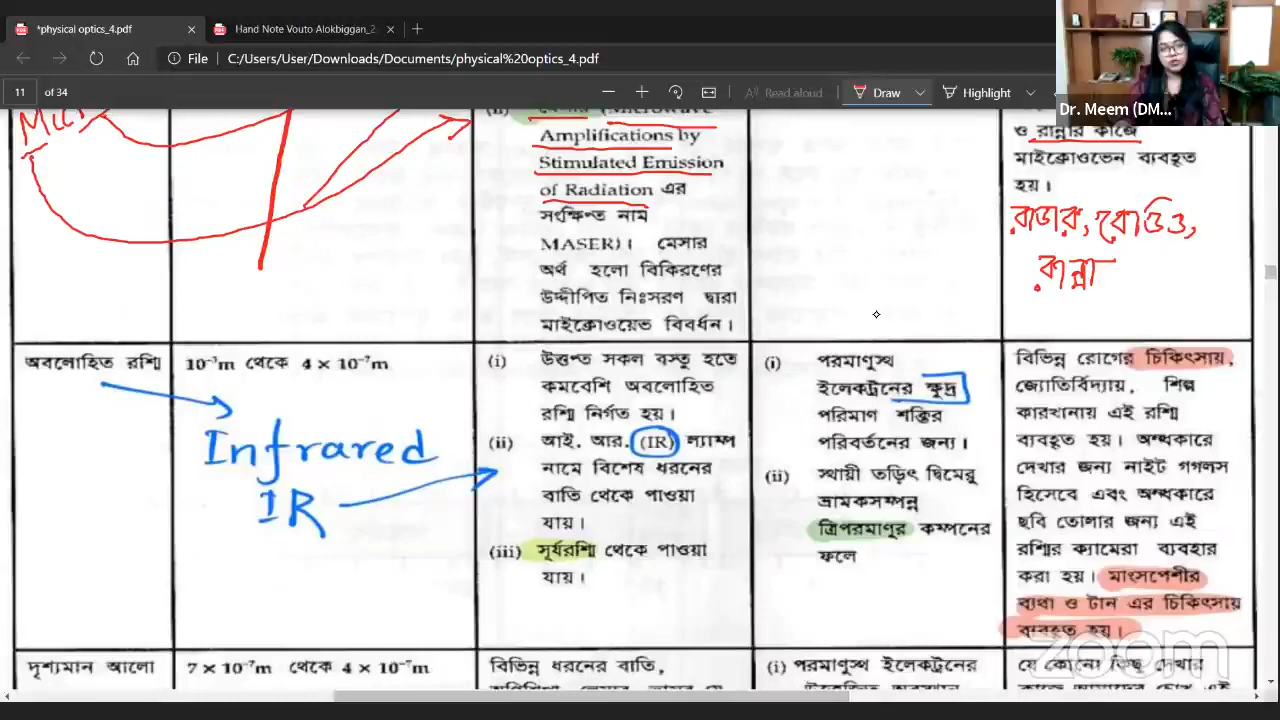 *physical optics_4.pdf
Hand Note Vouto Alokbiggan_2
File
C:/Users/User/Downloads/Documents/physical%20optics_4.pdf
11 of 34
Read aloud
Draw
Highlight
Dr. Meem (DM...
Amplifications by
Stimulated Emission
of Radiation এর
সংক্ষিপ্ত নাম
MASER)। মেসার
অর্থ হলো বিকিরণের
উদ্দীপিত নিঃসরণ দ্বারা
মাইক্রোওয়েভ বিবর্ধন।
ও রান্নার কাজে
মাইক্রোওভেন ব্যবহৃত
হয়।
রাডার, রেডিও,
রান্না
অবলোহিত রশ্মি
10⁻³m থেকে 4 × 10⁻⁷m
Infrared
IR
(i) উত্তপ্ত সকল বস্তু হতে
কমবেশি অবলোহিত
রশ্মি নির্গত হয়।
(ii) আই. আর. (IR) ল্যাম্প
নামে বিশেষ ধরনের
বাতি থেকে পাওয়া
যায়।
(iii) সূর্যরশ্মি থেকে পাওয়া
যায়।
(i) পরমাণুস্থ
ইলেকট্রনের ক্ষুদ্র
পরিমাণ শক্তির
পরিবর্তনের জন্য।
(ii) স্থায়ী তড়িৎ দ্বিমেরু
ভ্রামকসম্পন্ন
ত্রিপরমাণুর কম্পনের
ফলে
বিভিন্ন রোগের চিকিৎসায়,
জ্যোতির্বিদ্যায়, শিল্প
কারখানায় এই রশ্মি
ব্যবহৃত হয়। অন্ধকারে
দেখার জন্য নাইট গগলস
হিসেবে এবং অন্ধকারে
ছবি তোলার জন্য এই
রশ্মির ক্যামেরা ব্যবহার
করা হয়। মাংসপেশীর
ব্যথা ও টান এর চিকিৎসায়
ব্যবহৃত হয়।
zoom
দৃশ্যমান আলো
7 × 10⁻⁷m থেকে 4 × 10⁻⁷m
বিভিন্ন ধরনের বাতি,
(i) পরমাণুস্থ ইলেকট্রনের
যে কোনো কিছু দেখার